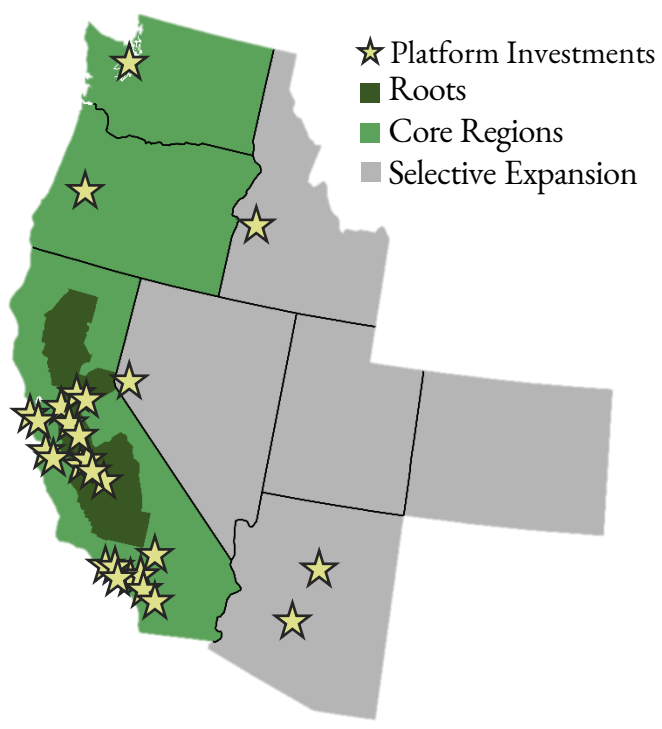 Platform Investments
Roots
Core Regions
Selective Expansion